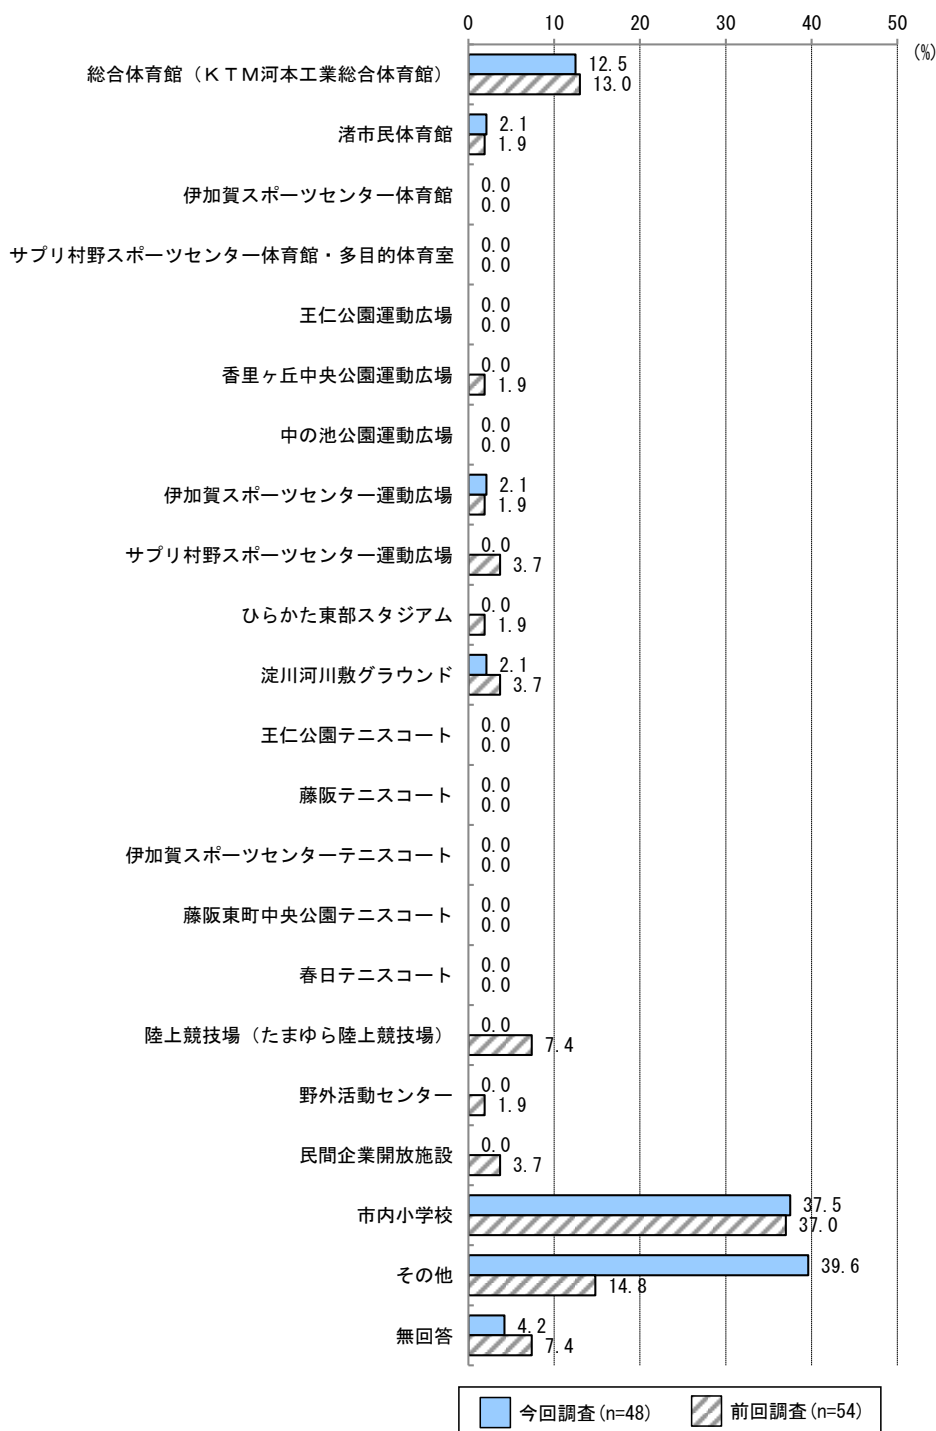 0 10 20 30 40 50
(%)
総合体育館（ＫＴＭ河本工業総合体育館） 12.5
13.0
渚市民体育館 2.1
1.9
伊加賀スポーツセンター体育館 0.0
0.0
サプリ村野スポーツセンター体育館・多目的体育室 0.0
0.0
王仁公園運動広場 0.0
0.0
香里ヶ丘中央公園運動広場 0.0
1.9
中の池公園運動広場 0.0
0.0
伊加賀スポーツセンター運動広場 2.1
1.9
サプリ村野スポーツセンター運動広場 0.0
3.7
ひらかた東部スタジアム 0.0
1.9
淀川河川敷グラウンド 2.1
3.7
王仁公園テニスコート 0.0
0.0
藤阪テニスコート 0.0
0.0
伊加賀スポーツセンターテニスコート 0.0
0.0
藤阪東町中央公園テニスコート 0.0
0.0
春日テニスコート 0.0
0.0
陸上競技場（たまゆら陸上競技場） 0.0
7.4
野外活動センター 0.0
1.9
民間企業開放施設 0.0
3.7
市内小学校 37.5
37.0
その他 39.6
14.8
無回答 4.2
7.4
今回調査(n=48) 前回調査(n=54)